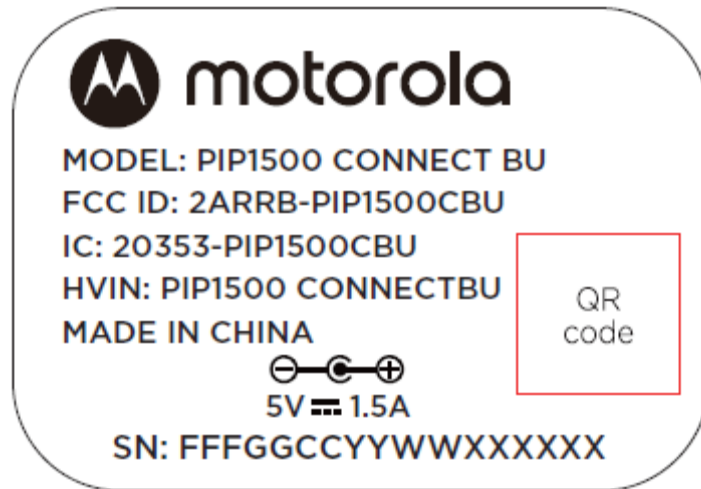 motorola
MODEL: PIP1500 CONNECT BU
FCC ID: 2ARRB-PIP1500CBU
IC: 20353-PIP1500CBU
HVIN: PIP1500 CONNECTBU
MADE IN CHINA
QR
code
5V 1.5A
SN: FFFGGCCYYWWXXXXXX